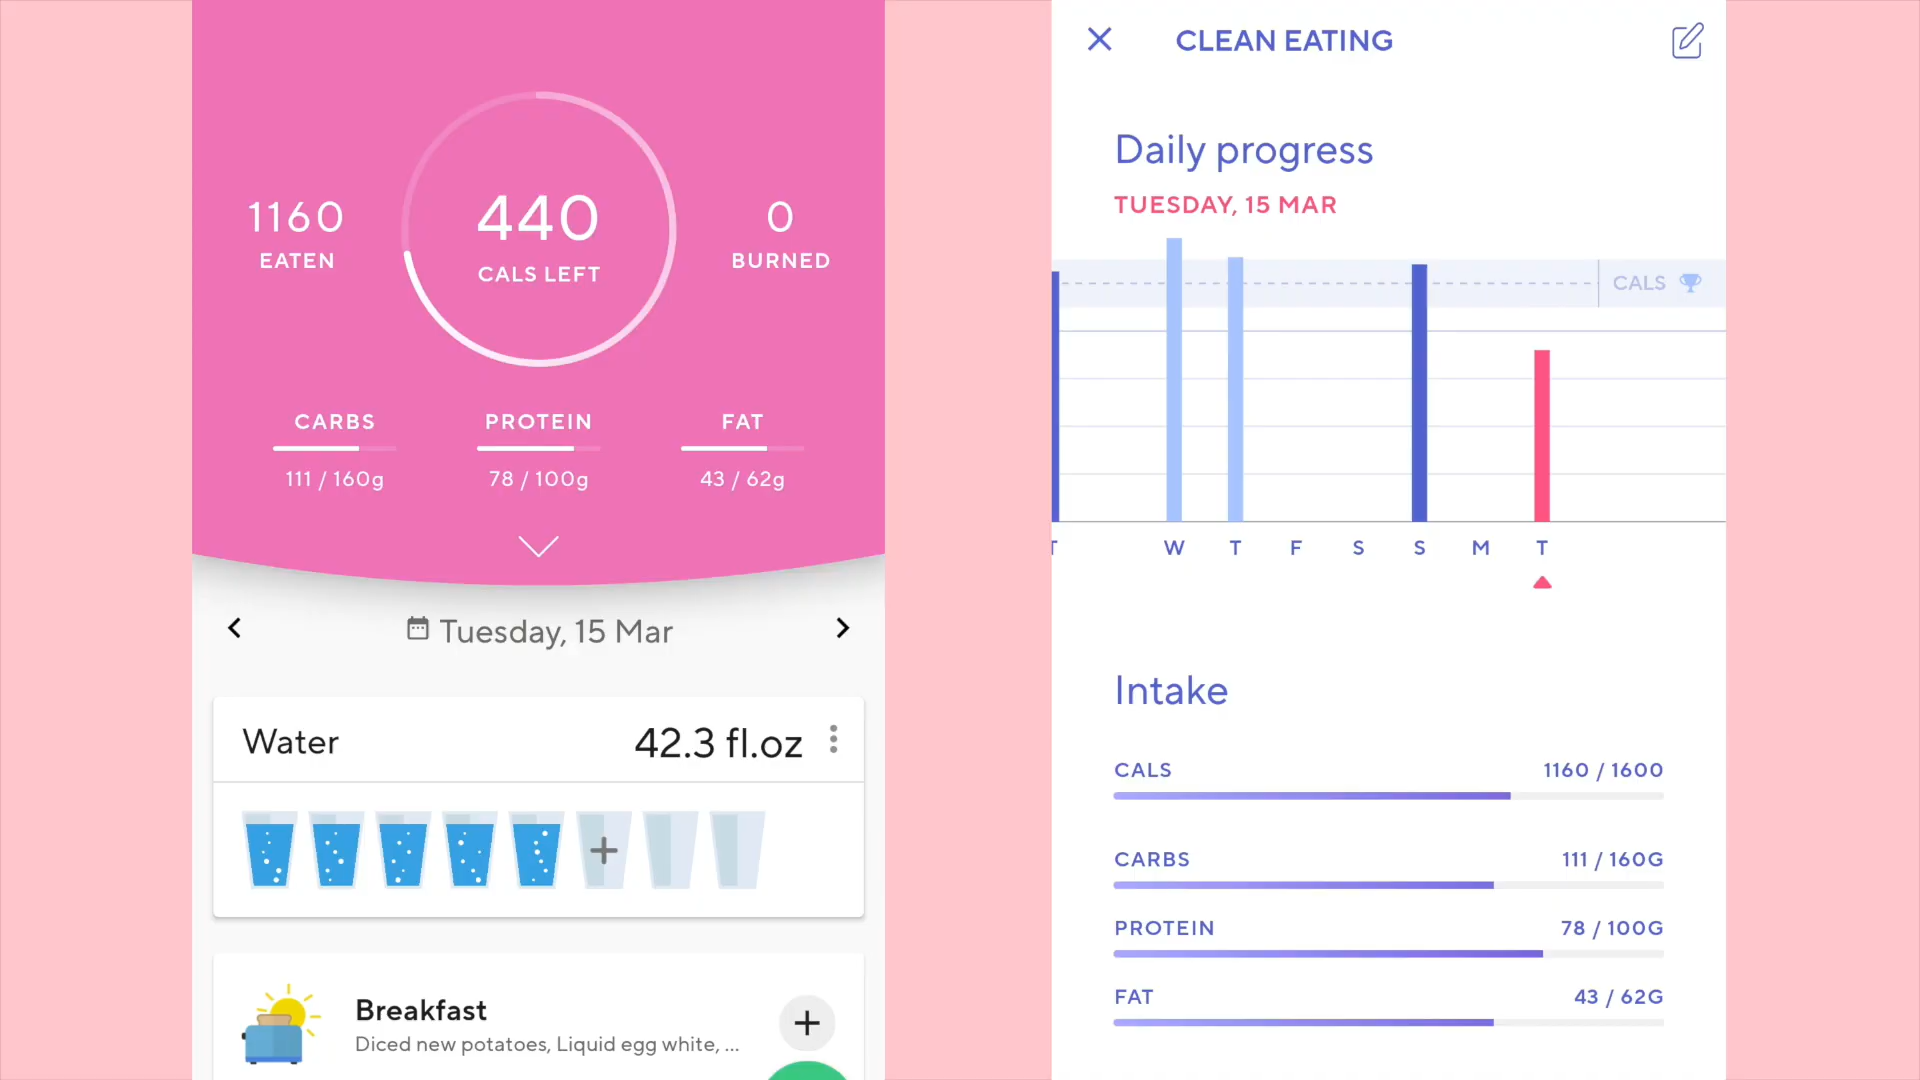 1160
EATEN
440
CALS LEFT
0
BURNED
CARBS
111 / 160g
PROTEIN
78 / 100g
FAT
43 / 62g
Tuesday, 15 Mar
Water
42.3 fl.oz
Breakfast
Diced new potatoes, Liquid egg white, ...
CLEAN EATING
Daily progress
TUESDAY, 15 MAR
CALS
T W T F S S M T
Intake
CALS 1160 / 1600
CARBS 111 / 160G
PROTEIN 78 / 100G
FAT 43 / 62G